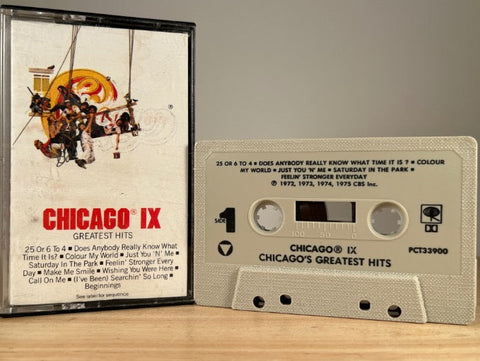 CHICAGO® IX
GREATEST HITS
25 Or 6 To 4 ■ Does Anybody Really Know What
Time It Is? ■ Colour My World ■ Just You 'N' Me ■
Saturday In The Park ■ Feelin' Stronger Every
Day ■ Make Me Smile ■ Wishing You Were Here
Call On Me ■ (I've Been) Searchin' So Long ■
Beginnings
See label for sequence.
25 OR 6 TO 4 ■ DOES ANYBODY REALLY KNOW WHAT TIME IT IS? ■ COLOUR
MY WORLD ■ JUST YOU 'N' ME ■ SATURDAY IN THE PARK ■
FEELIN' STRONGER EVERYDAY
℗ 1972, 1973, 1974, 1975 CBS Inc.
SIDE 1
100 50 0
CHICAGO® IX
CHICAGO'S GREATEST HITS
PCT33900